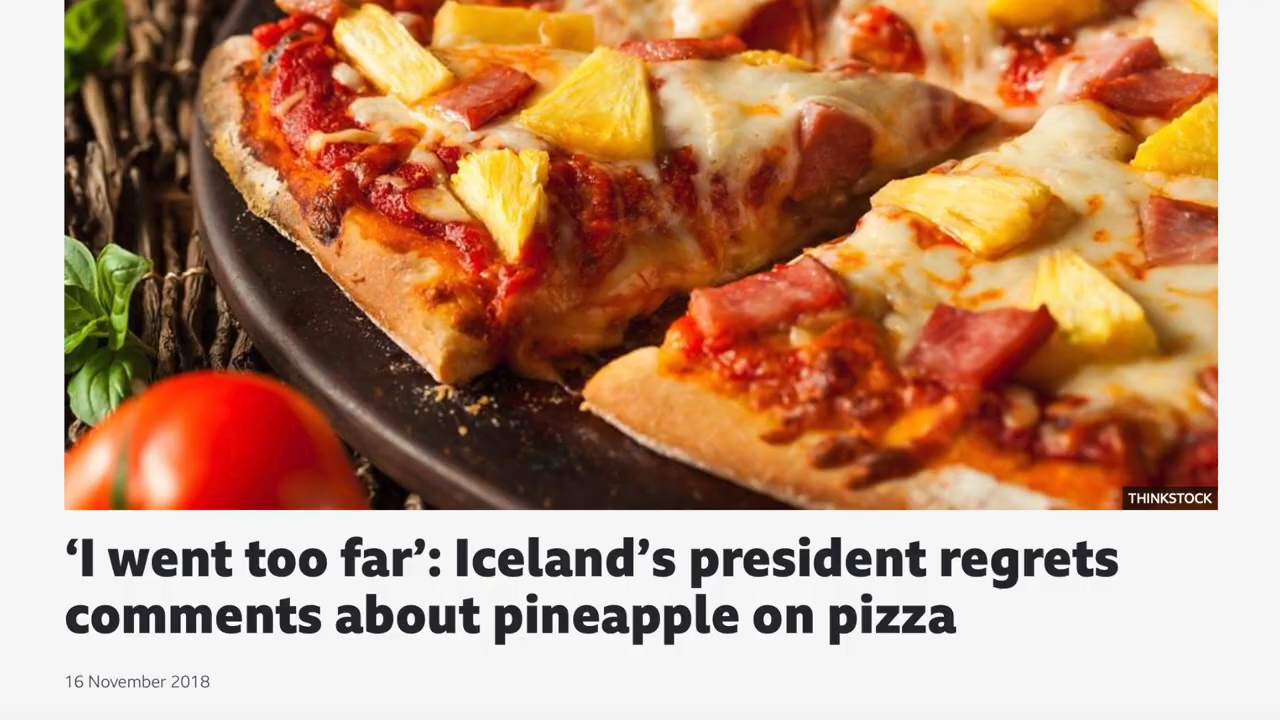 THINKSTOCK
‘I went too far’: Iceland’s president regrets
comments about pineapple on pizza
16 November 2018